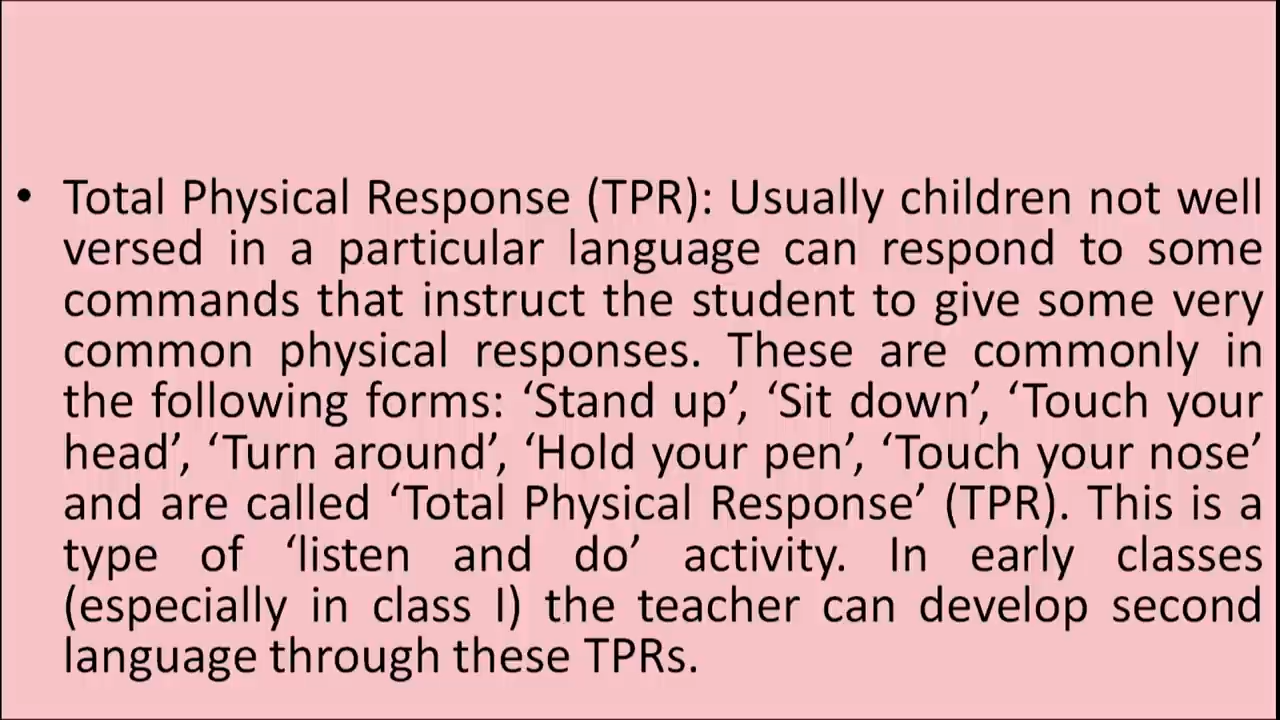 • Total Physical Response (TPR): Usually children not well
versed in a particular language can respond to some
commands that instruct the student to give some very
common physical responses. These are commonly in
the following forms: ‘Stand up’, ‘Sit down’, ‘Touch your
head’, ‘Turn around’, ‘Hold your pen’, ‘Touch your nose’
and are called ‘Total Physical Response’ (TPR). This is a
type of ‘listen and do’ activity. In early classes
(especially in class I) the teacher can develop second
language through these TPRs.